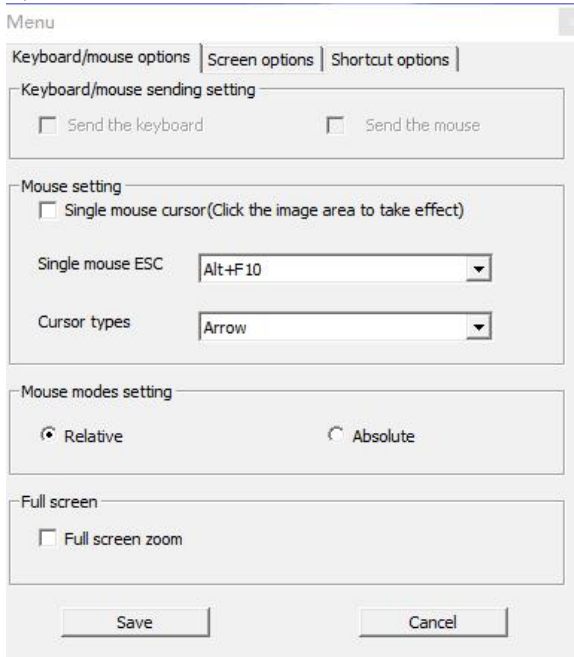 Menu
Keyboard/mouse options Screen options Shortcut options
Keyboard/mouse sending setting
Send the keyboard Send the mouse
Mouse setting
Single mouse cursor(Click the image area to take effect)
Single mouse ESC Alt+F10
Cursor types Arrow
Mouse modes setting
Relative Absolute
Full screen
Full screen zoom
Save Cancel